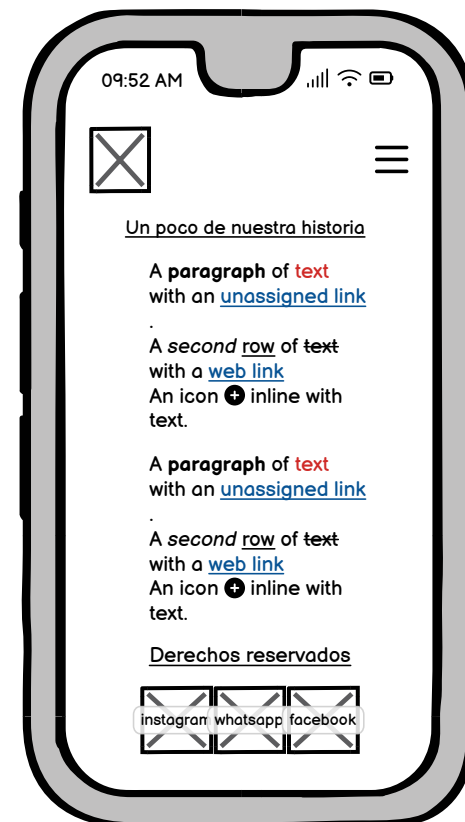 09:52 AM
Un poco de nuestra historia
A paragraph of text
with an unassigned link
.
A second row of text
with a web link
An icon inline with
text.
A paragraph of text
with an unassigned link
.
A second row of text
with a web link
An icon inline with
text.
Derechos reservados
instagram whatsapp facebook